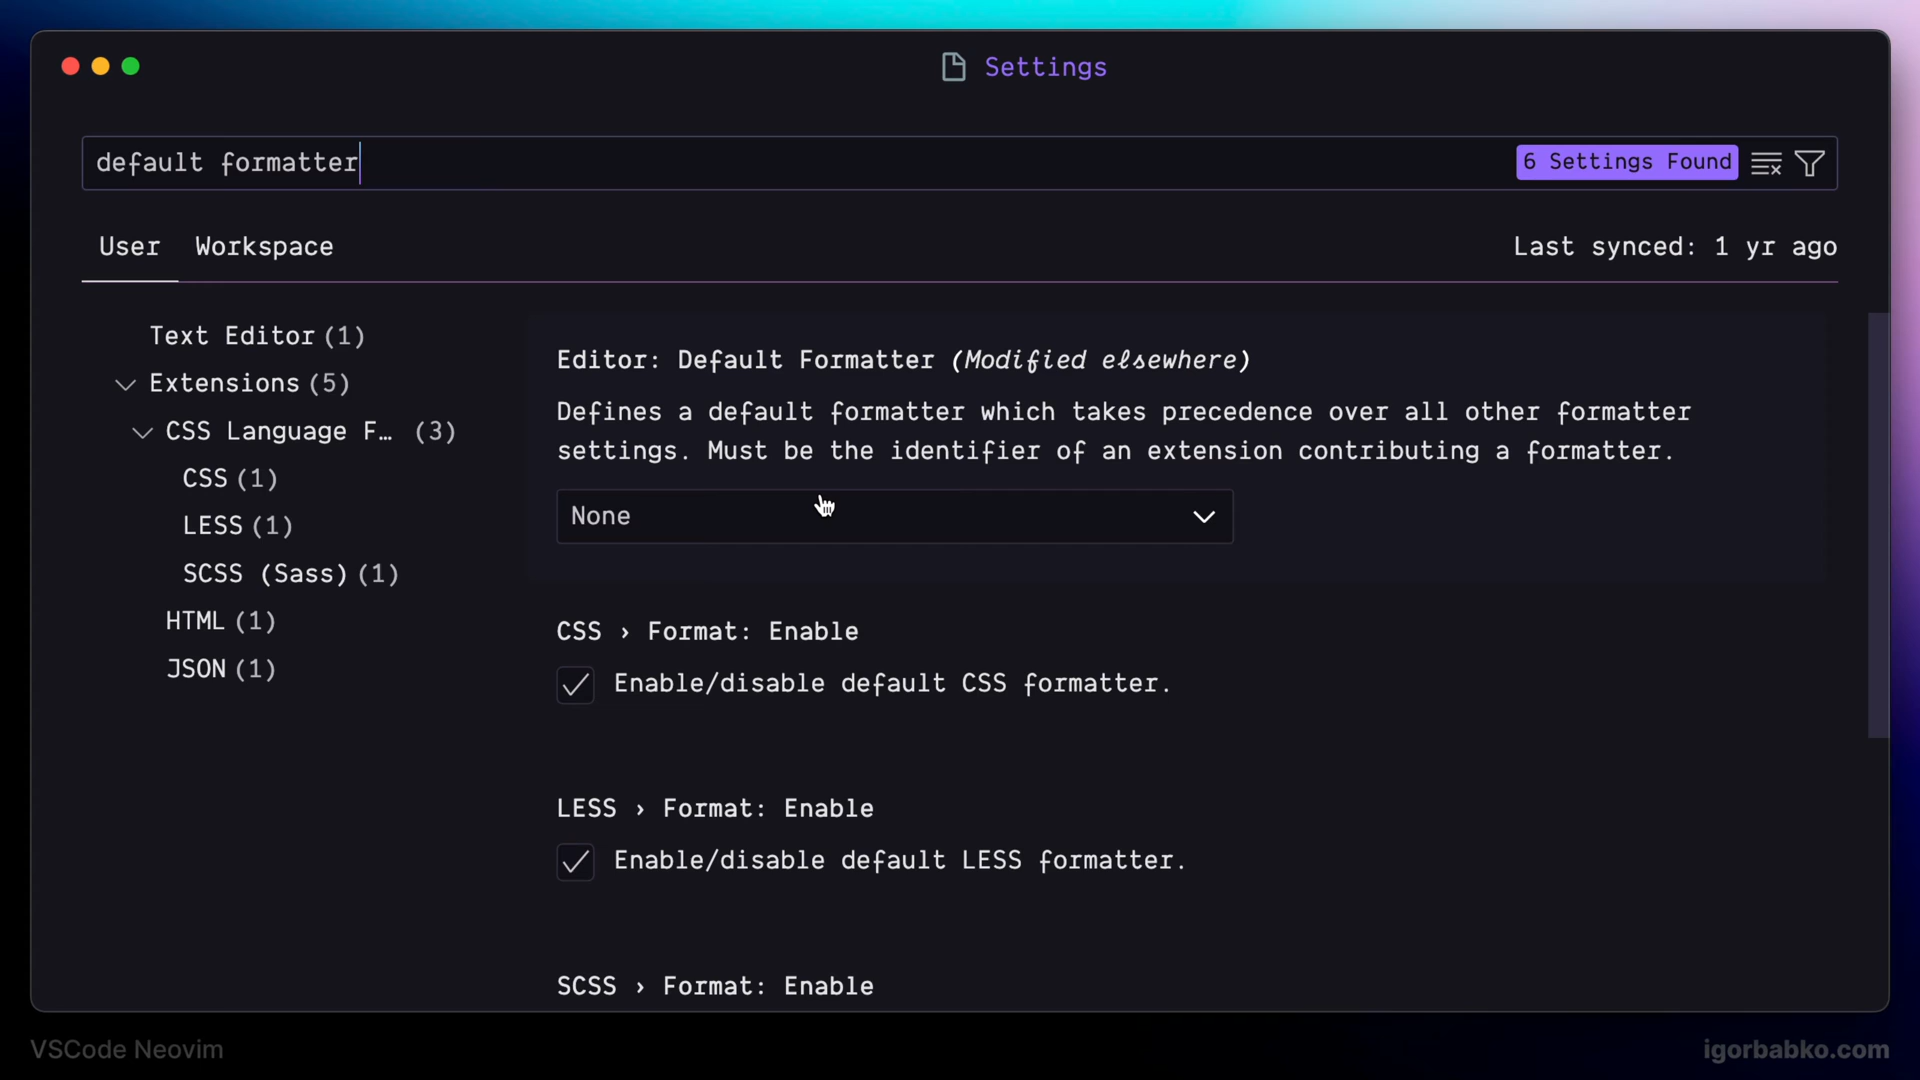 Settings
default formatter
6 Settings Found
User
Workspace
Last synced: 1 yr ago
Text Editor (1)
Extensions (5)
CSS Language F… (3)
CSS (1)
LESS (1)
SCSS (Sass) (1)
HTML (1)
JSON (1)
Editor: Default Formatter (Modified elsewhere)
Defines a default formatter which takes precedence over all other formatter
settings. Must be the identifier of an extension contributing a formatter.
None
CSS › Format: Enable
Enable/disable default CSS formatter.
LESS › Format: Enable
Enable/disable default LESS formatter.
SCSS › Format: Enable
VSCode Neovim
igorbabko.com